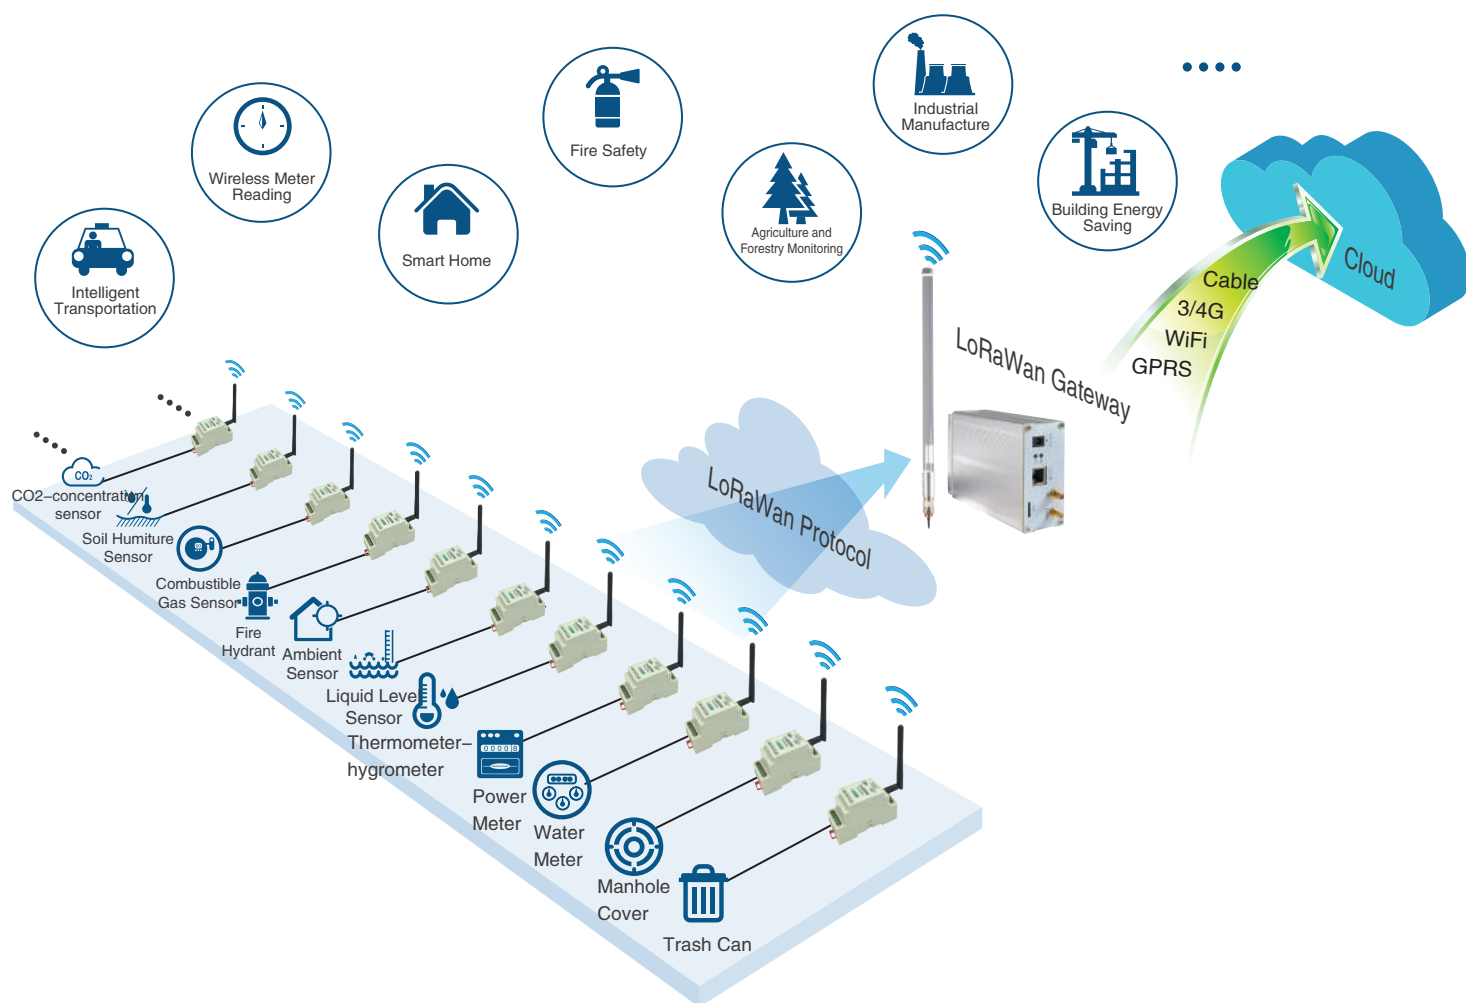 Industrial
Manufacture
Fire Safety
Wireless Meter
Reading
Building Energy
Saving
Agriculture and
Forestry Monitoring
Smart Home
Intelligent
Transportation
Cloud
Cable
3/4G
WiFi
GPRS
LoRaWan Gateway
LoRaWan Protocol
CO2
CO2–concentration
sensor
Soil Humiture
Sensor
Combustible
Gas Sensor
Fire
Hydrant
Ambient
Sensor
Liquid Level
Sensor
Thermometer–
hygrometer
Power
Meter
Water
Meter
Manhole
Cover
Trash Can